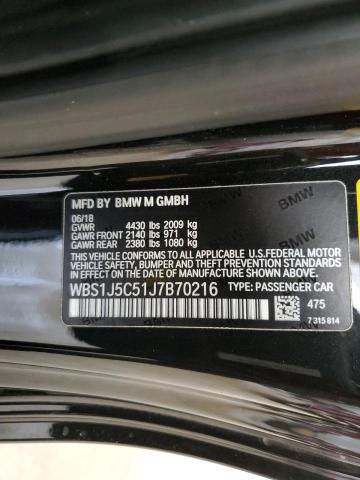 MFD BY BMW M GMBH
06/18
GVWR 4430 lbs 2009 kg
GAWR FRONT 2140 lbs 971 kg
GAWR REAR 2380 lbs 1080 kg
THIS VEHICLE CONFORMS TO ALL APPLICABLE U.S. FEDERAL MOTOR
VEHICLE SAFETY, BUMPER AND THEFT PREVENTION STANDARDS
IN EFFECT ON THE DATE OF MANUFACTURE SHOWN ABOVE.
WBS1J5C51J7B70216 TYPE: PASSENGER CAR
475
7 315 814
BMW
BMW